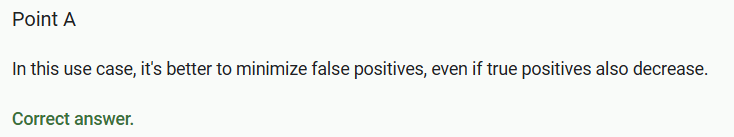 Point A
In this use case, it's better to minimize false positives, even if true positives also decrease.
Correct answer.